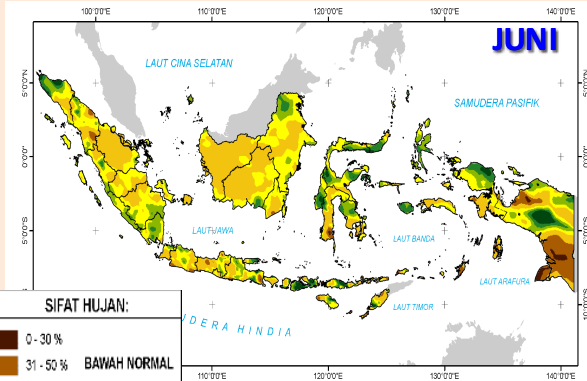 100°0'0"E 110°0'0"E 120°0'0"E 130°0'0"E 140°0'0"E
JUNI
LAUT CINA SELATAN
SAMUDERA PASIFIK
5°0'0"N 5°0'0"N
0°0'0" 0°0'0"
5°0'0"S 5°0'0"S
LAUT JAWA
LAUT BANDA
LAUT ARAFURA
LAUT TIMOR
UDERA HINDIA
SIFAT HUJAN:
0 - 30 %
31 - 50 % BAWAH NORMAL
110°0'0"E 120°0'0"E 130°0'0"E 140°0'0"E